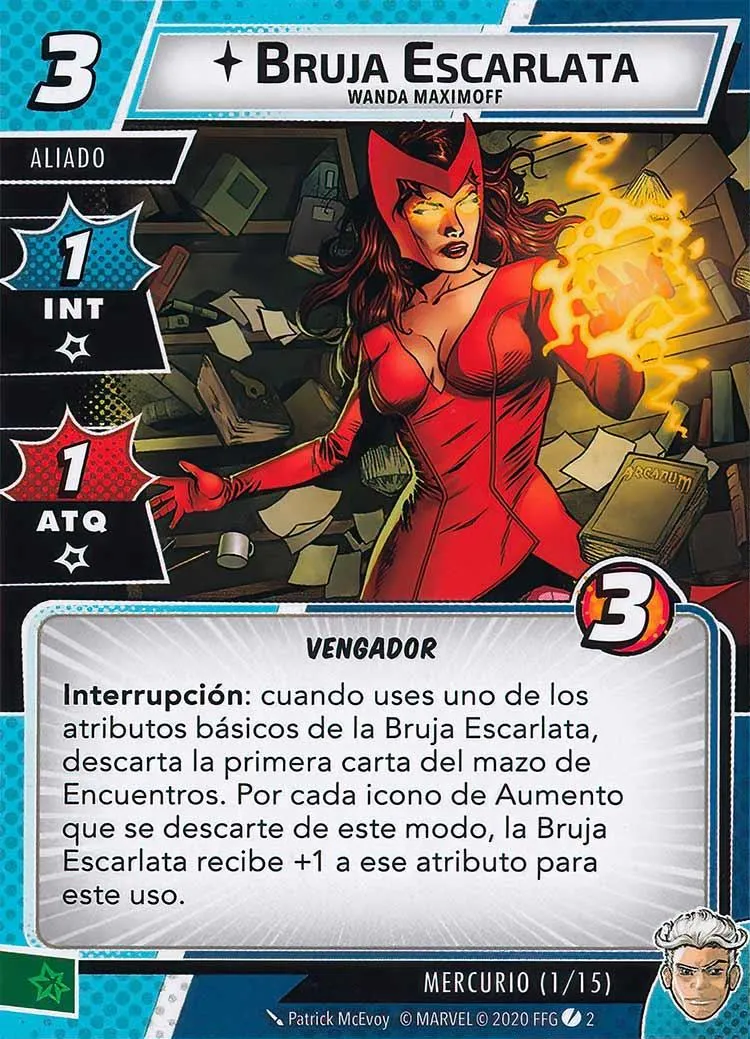 3
BRUJA ESCARLATA
WANDA MAXIMOFF
ALIADO
1
INT
1
ATQ
ARCANUM
3
VENGADOR
Interrupción: cuando uses uno de los
atributos básicos de la Bruja Escarlata,
descarta la primera carta del mazo de
Encuentros. Por cada icono de Aumento
que se descarte de este modo, la Bruja
Escarlata recibe +1 a ese atributo para
este uso.
MERCURIO (1/15)
Patrick McEvoy © MARVEL © 2020 FFG 2